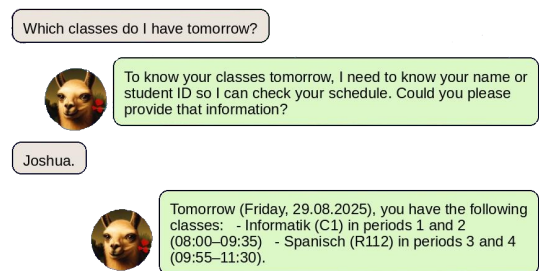 Which classes do I have tomorrow?
To know your classes tomorrow, I need to know your name or
student ID so I can check your schedule. Could you please
provide that information?
Joshua.
Tomorrow (Friday, 29.08.2025), you have the following
classes:   - Informatik (C1) in periods 1 and 2
(08:00–09:35)   - Spanisch (R112) in periods 3 and 4
(09:55–11:30).